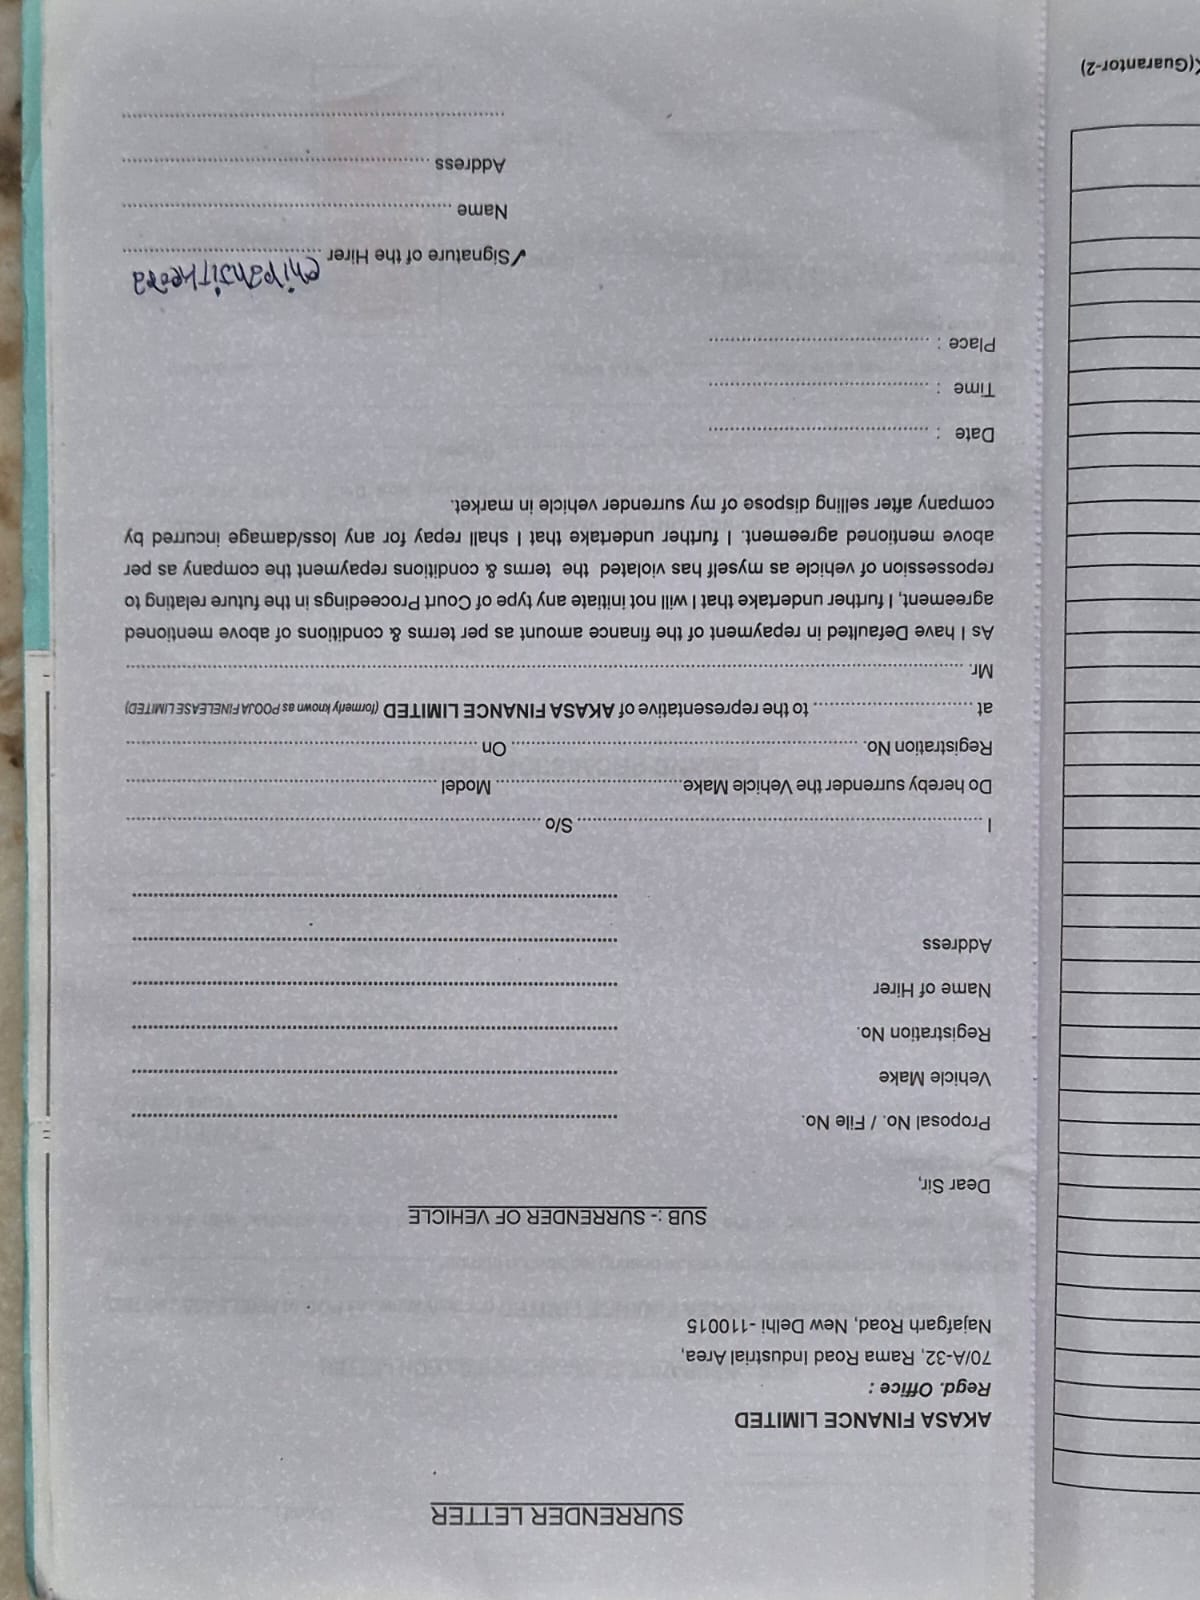 SURRENDER LETTER
AKASA FINANCE LIMITED
Regd. Office :
70/A-32, Rama Road Industrial Area,
Najafgarh Road, New Delhi -110015
SUB :- SURRENDER OF VEHICLE
Dear Sir,
Proposal No. / File No. ........................................
Vehicle Make ........................................
Registration No. ........................................
Name of Hirer ........................................
Address ........................................
........................................
I ........................................ S/o ........................................
Do hereby surrender the Vehicle Make.................................... Model ........................................
Registration No. ........................................ On ........................................
at .............................. to the representative of AKASA FINANCE LIMITED (formerly known as POOJA FINELEASE LIMITED)
Mr. ........................................
As I have Defaulted in repayment of the finance amount as per terms & conditions of above mentioned
agreement, I further undertake that I will not initiate any type of Court Proceedings in the future relating to
repossession of vehicle as myself has violated the terms & conditions repayment the company as per
above mentioned agreement. I further undertake that I shall repay for any loss/damage incurred by
company after selling dispose of my surrender vehicle in market.
Date : ........................................
Time : ........................................
Place : ........................................
✓Signature of the Hirer ........................................
Name ........................................
Address ........................................
........................................
(Guarantor-2)